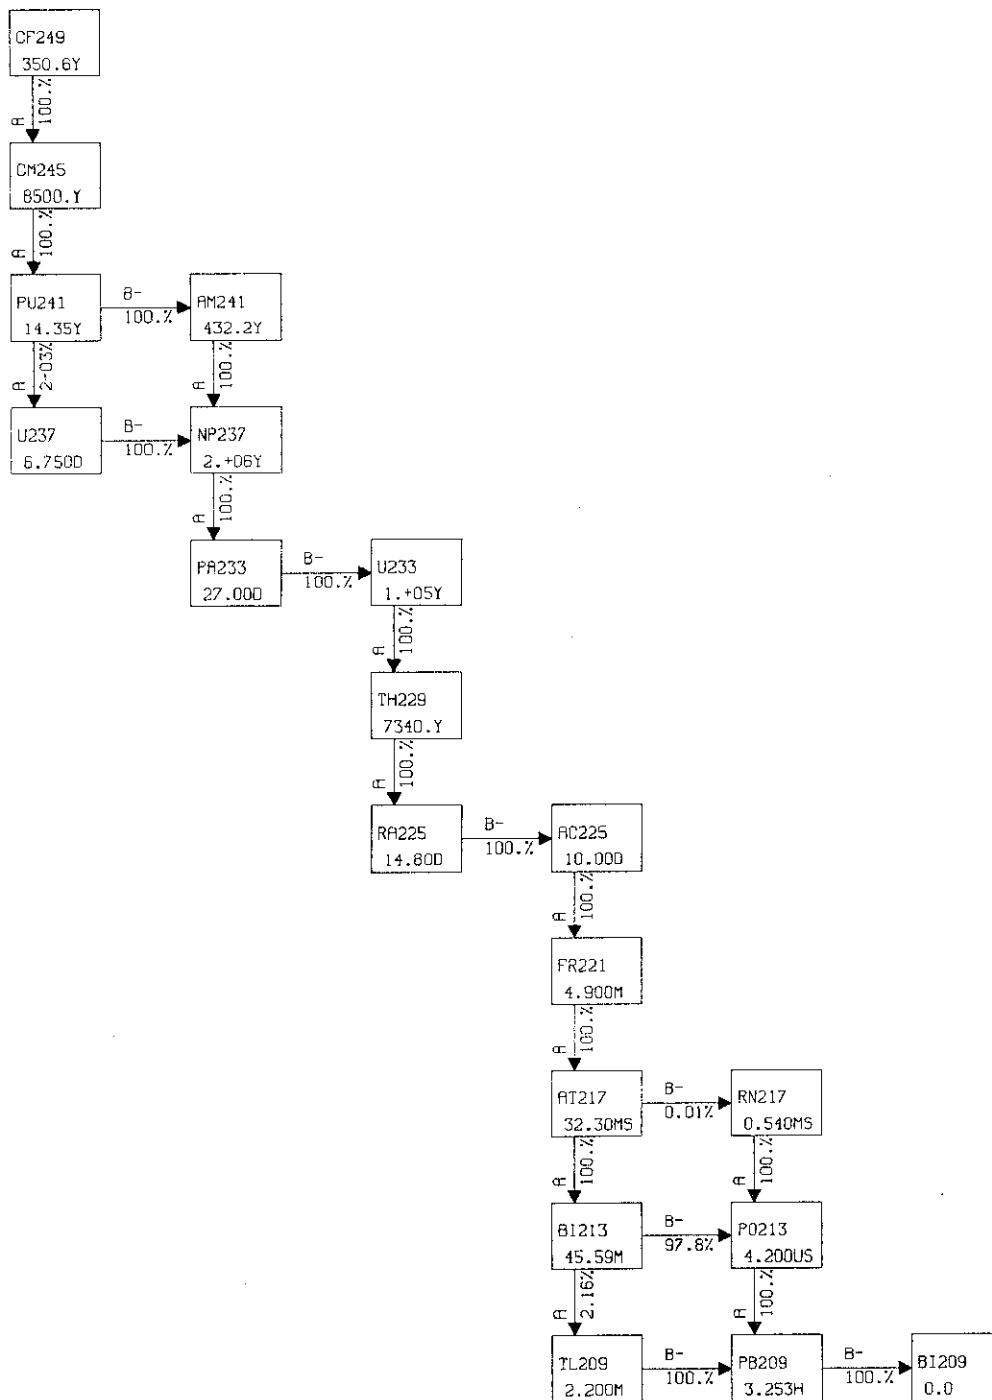 CF249
350.6Y
A
100.%
CM245
8500.Y
A
100.%
PU241
14.35Y
B-
100.%
AM241
432.2Y
A
2-03%
A
100.%
U237
6.750D
B-
100.%
NP237
2.+06Y
A
100.%
PA233
27.00D
B-
100.%
U233
1.+05Y
A
100.%
TH229
7340.Y
A
100.%
RA225
14.80D
B-
100.%
AC225
10.00D
A
100.%
FR221
4.900M
A
100.%
AT217
32.30MS
B-
0.01%
RN217
0.540MS
A
100.%
A
100.%
BI213
45.59M
B-
97.8%
PO213
4.200US
A
2.16%
A
100.%
TL209
2.200M
B-
100.%
PB209
3.253H
B-
100.%
BI209
0.0